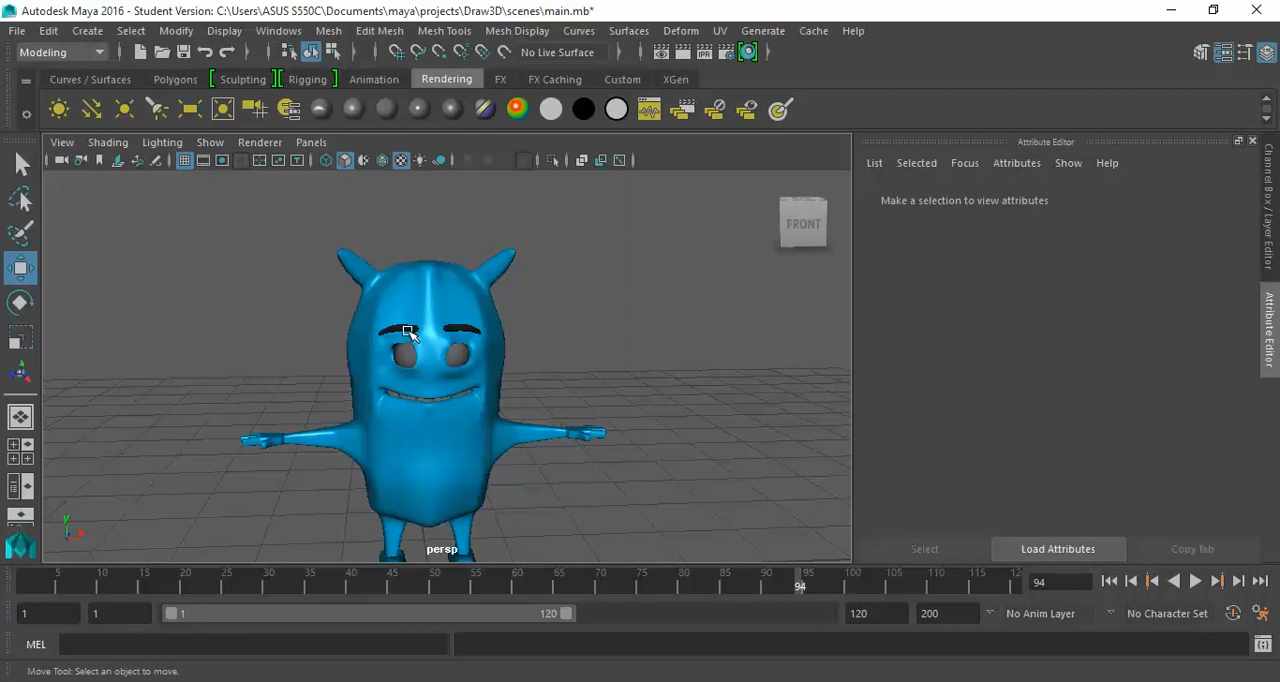 Autodesk Maya 2016 - Student Version: C:\Users\ASUS S550C\Documents\maya\projects\Draw3D\scenes\main.mb*
File Edit Create Select Modify Display Windows Mesh Edit Mesh Mesh Tools Mesh Display Curves Surfaces Deform UV Generate Cache Help
Modeling No Live Surface
Curves / Surfaces Polygons Sculpting Rigging Animation Rendering FX FX Caching Custom XGen
IPR
View Shading Lighting Show Renderer Panels
Attribute Editor
List Selected Focus Attributes Show Help
Make a selection to view attributes
FRONT
Channel Box / Layer Editor
Attribute Editor
y
x
persp
Select Load Attributes Copy Tab
5 10 15 20 25 30 35 40 45 50 55 60 65 70 75 80 85 90 95 100 105 110 115 12
94
94
1 1 1 120 120 200 No Anim Layer No Character Set
MEL
Move Tool: Select an object to move.